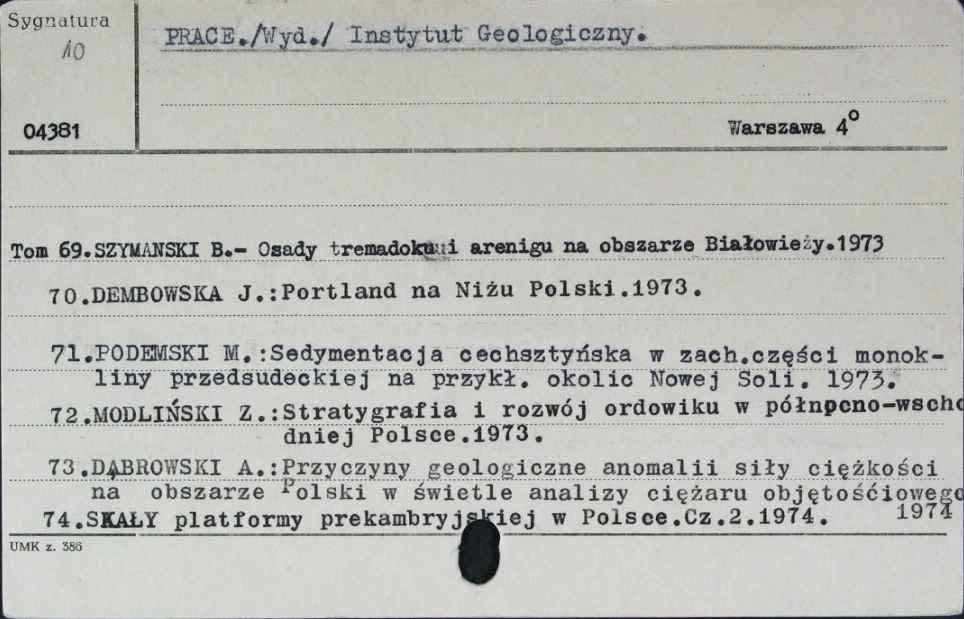 Sygnatura
10
PRACE./Wyd./ Instytut Geologiczny.
04381
Warszawa 4°
Tom 69.SZYMANSKI B.- Osady tremadoku i arenigu na obszarze Białowieży.1973
70.DEMBOWSKA J.:Portland na Niżu Polski.1973.
71.PODEMSKI M.:Sedymentacja cechsztyńska w zach.części monok-
liny przedsudeckiej na przykł. okolic Nowej Soli. 1973.
72.MODLIŃSKI Z.:Stratygrafia i rozwój ordowiku w półnpcno-wscho
dniej Polsce.1973.
73.DĄBROWSKI A.:Przyczyny geologiczne anomalii siły ciężkości
na obszarze Polski w świetle analizy ciężaru objętośćiowego
1974
74.SKAŁY platformy prekambryjskiej w Polsce.Cz.2.1974.
UMK z. 386